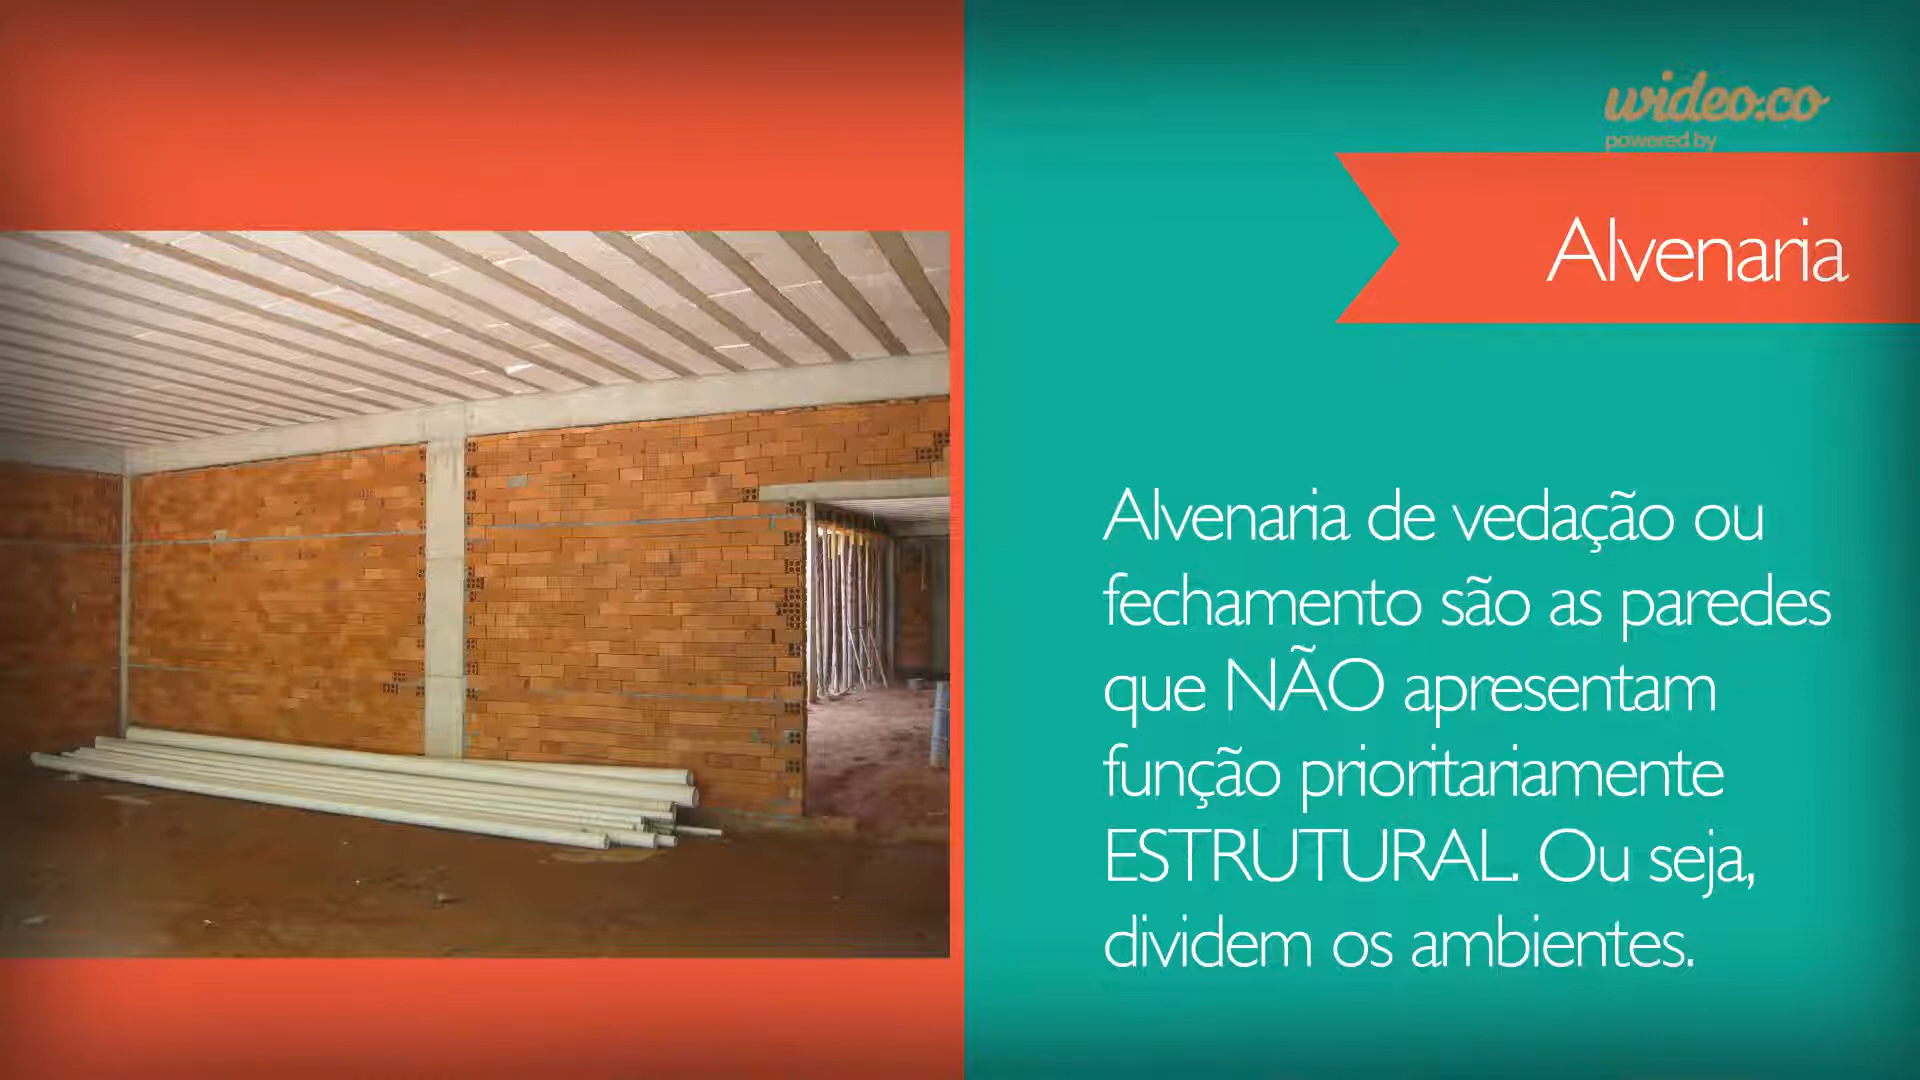 wideo.co
powered by
Alvenaria
Alvenaria de vedação ou
fechamento são as paredes
que NÃO apresentam
função prioritariamente
ESTRUTURAL. Ou seja,
dividem os ambientes.